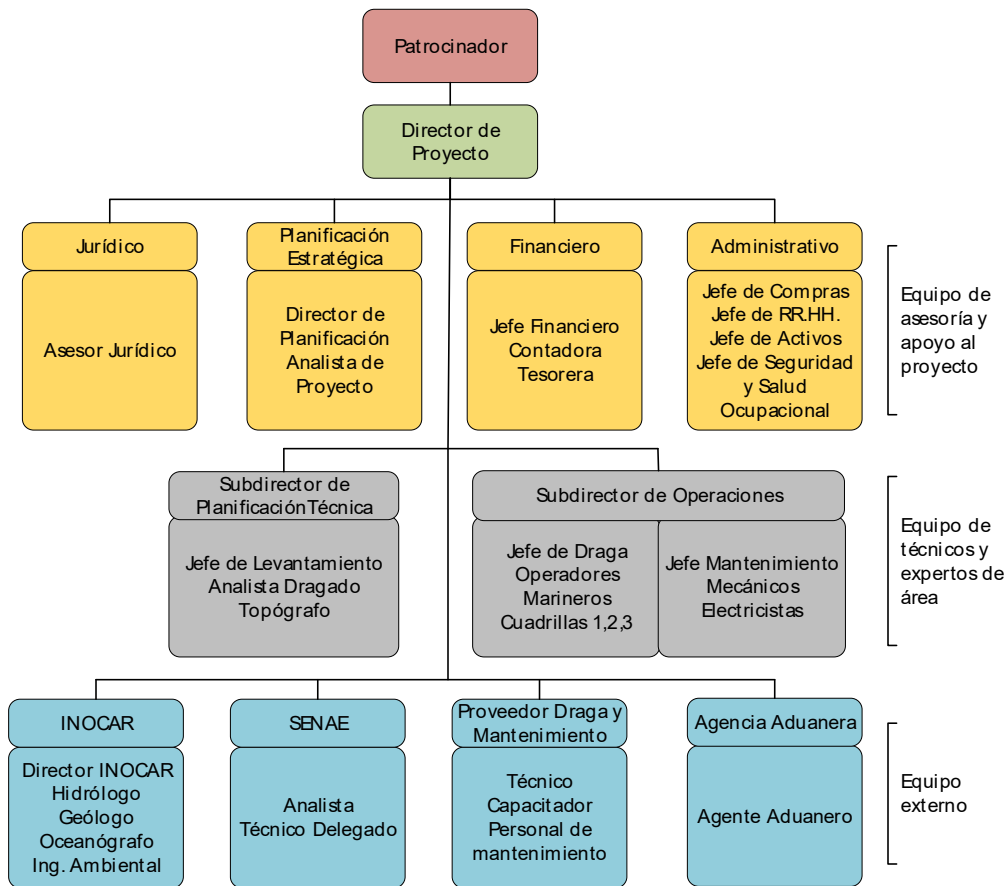 Patrocinador
Director de
Proyecto
Jurídico
Asesor Jurídico
Planificación
Estratégica
Director de
Planificación
Analista de
Proyecto
Financiero
Jefe Financiero
Contadora
Tesorera
Administrativo
Jefe de Compras
Jefe de RR.HH.
Jefe de Activos
Jefe de Seguridad
y Salud
Ocupacional
Equipo de
asesoría y
apoyo al
proyecto
Subdirector de
Planificación Técnica
Jefe de Levantamiento
Analista Dragado
Topógrafo
Subdirector de Operaciones
Jefe de Draga
Operadores
Marineros
Cuadrillas 1,2,3
Jefe Mantenimiento
Mecánicos
Electricistas
Equipo de
técnicos y
expertos de
área
INOCAR
Director INOCAR
Hidrólogo
Geólogo
Oceanógrafo
Ing. Ambiental
SENAE
Analista
Técnico Delegado
Proveedor Draga y
Mantenimiento
Técnico
Capacitador
Personal de
mantenimiento
Agencia Aduanera
Agente Aduanero
Equipo
externo